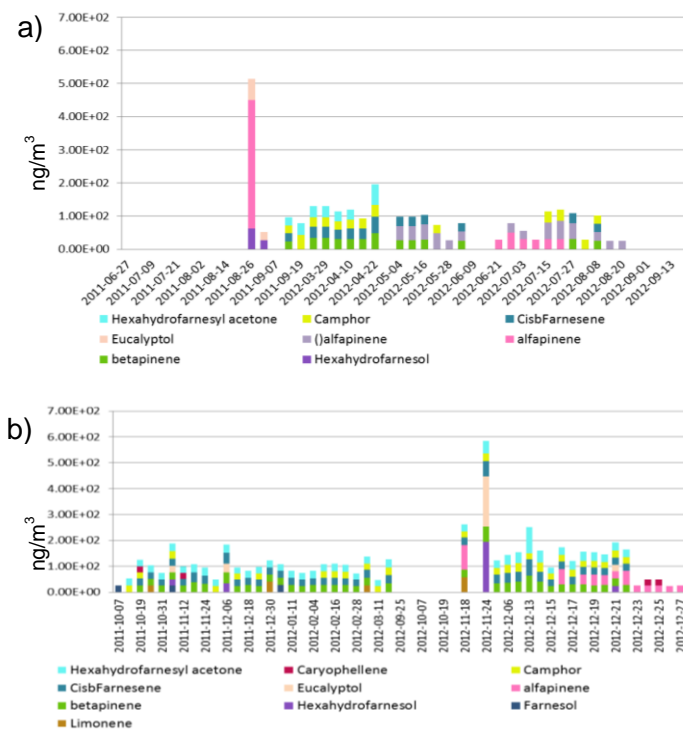 a)
7.00E+02
6.00E+02
5.00E+02
4.00E+02
3.00E+02
2.00E+02
1.00E+02
0.00E+00
ng/m³
2011-06-27 2011-07-09 2011-07-21 2011-08-02 2011-08-14 2011-08-26 2011-09-07 2011-09-19 2012-03-29 2012-04-10 2012-04-22 2012-05-04 2012-05-16 2012-05-28 2012-06-09 2012-06-21 2012-07-03 2012-07-15 2012-07-27 2012-08-08 2012-08-20 2012-09-01 2012-09-13
Hexahydrofarnesyl acetone Camphor CisbFarnesene
Eucalyptol ()alfapinene alfapinene
betapinene Hexahydrofarnesol
b)
7.00E+02
6.00E+02
5.00E+02
4.00E+02
3.00E+02
2.00E+02
1.00E+02
0.00E+00
ng/m³
2011-10-07 2011-10-19 2011-10-31 2011-11-12 2011-11-24 2011-12-06 2011-12-18 2011-12-30 2012-01-11 2012-02-04 2012-02-16 2012-02-28 2012-03-11 2012-09-25 2012-10-07 2012-10-19 2012-11-18 2012-11-24 2012-12-06 2012-12-13 2012-12-15 2012-12-17 2012-12-19 2012-12-21 2012-12-23 2012-12-25 2012-12-27
Hexahydrofarnesyl acetone Caryophellene Camphor
CisbFarnesene Eucalyptol alfapinene
betapinene Hexahydrofarnesol Farnesol
Limonene